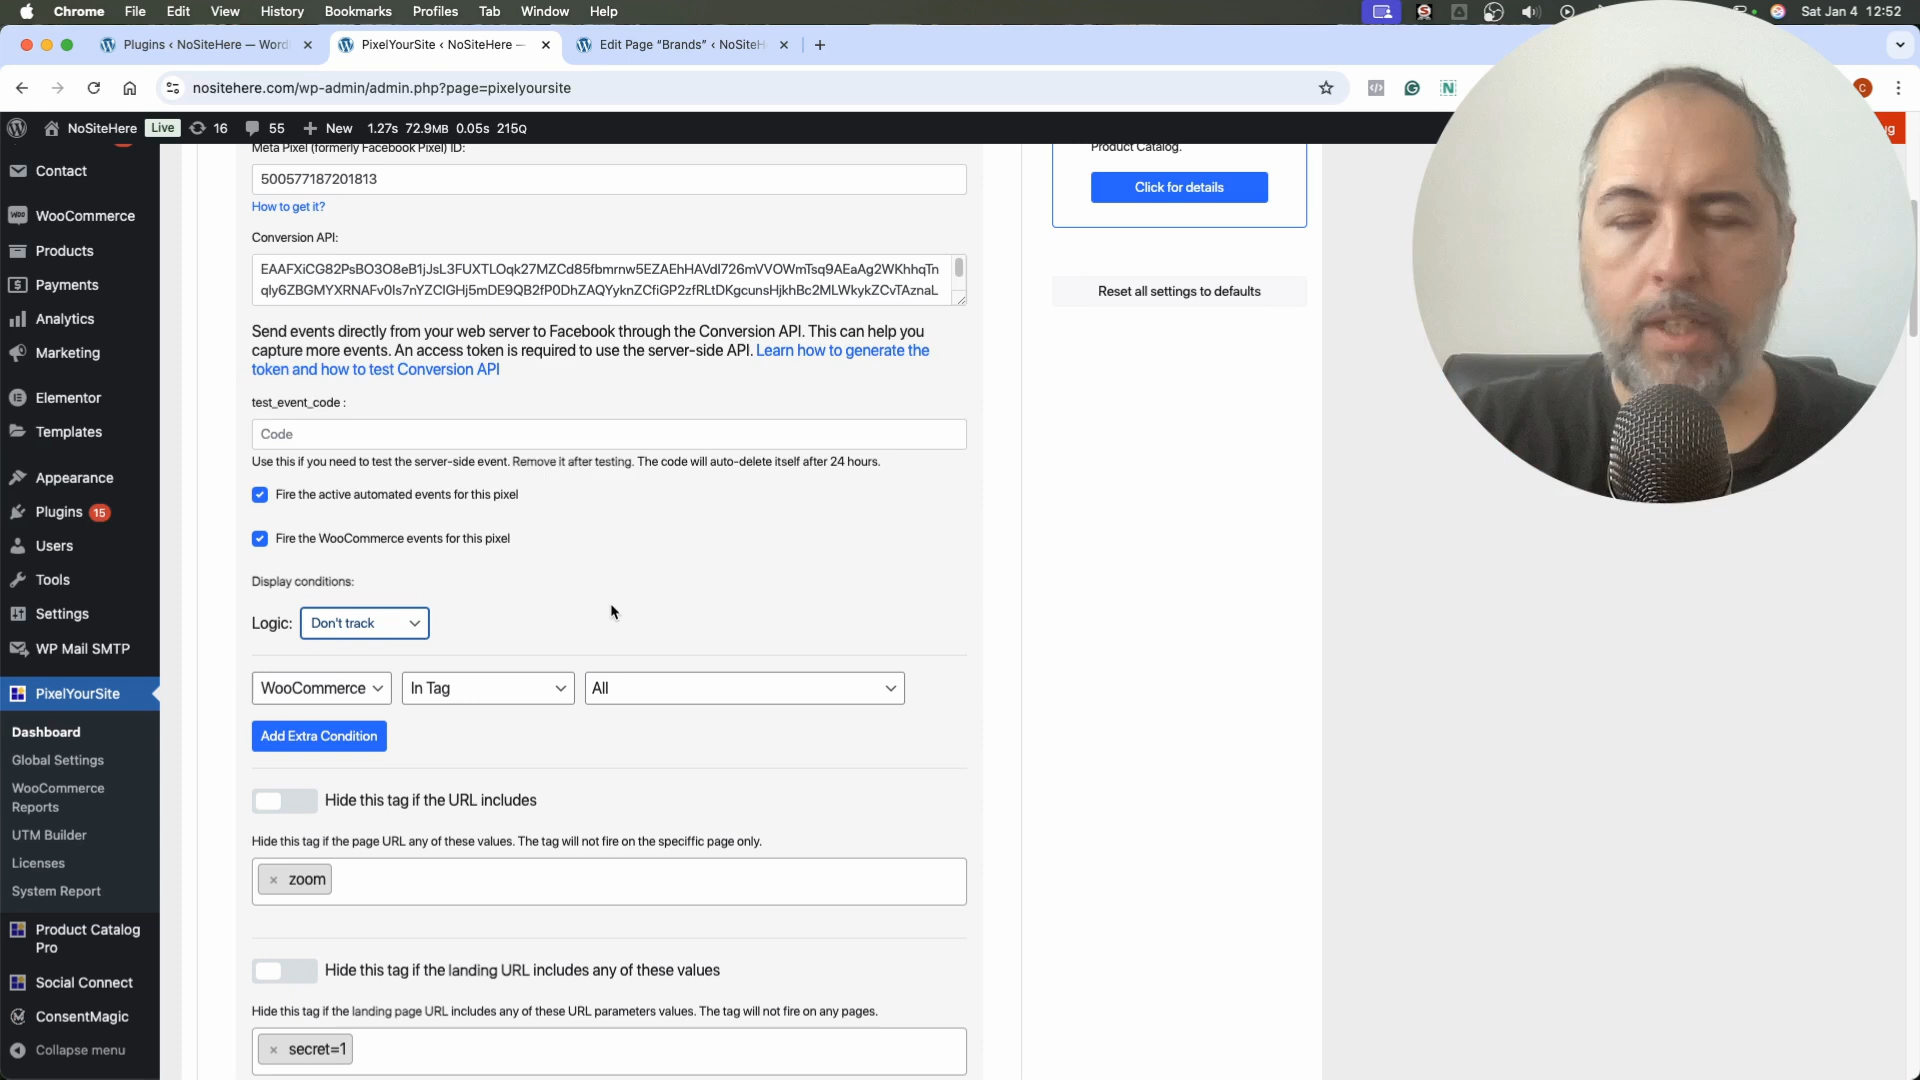 Chrome File Edit View History Bookmarks Profiles Tab Window Help
Sat Jan 4 12:52
Plugins ‹ NoSiteHere — Word
PixelYourSite ‹ NoSiteHere —
Edit Page “Brands” ‹ NoSiteH
nositehere.com/wp-admin/admin.php?page=pixelyoursite
NoSiteHere Live 16 55 New 1.27s 72.9MB 0.05s 215Q
Contact
WooCommerce
Products
Payments
Analytics
Marketing
Elementor
Templates
Appearance
Plugins 15
Users
Tools
Settings
WP Mail SMTP
PixelYourSite
Dashboard
Global Settings
WooCommerce
Reports
UTM Builder
Licenses
System Report
Product Catalog
Pro
Social Connect
ConsentMagic
Collapse menu
Meta Pixel (formerly Facebook Pixel) ID:
500577187201813
How to get it?
Conversion API:
Send events directly from your web server to Facebook through the Conversion API. This can help you
capture more events. An access token is required to use the server-side API. Learn how to generate the
token and how to test Conversion API
test_event_code :
Code
Use this if you need to test the server-side event. Remove it after testing. The code will auto-delete itself after 24 hours.
Fire the active automated events for this pixel
Fire the WooCommerce events for this pixel
Display conditions:
Logic: Don't track
WooCommerce In Tag All
Add Extra Condition
Hide this tag if the URL includes
Hide this tag if the page URL any of these values. The tag will not fire on the speciffic page only.
× zoom
Hide this tag if the landing URL includes any of these values
Hide this tag if the landing page URL includes any of these URL parameters values. The tag will not fire on any pages.
× secret=1
Product Catalog.
Click for details
Reset all settings to defaults